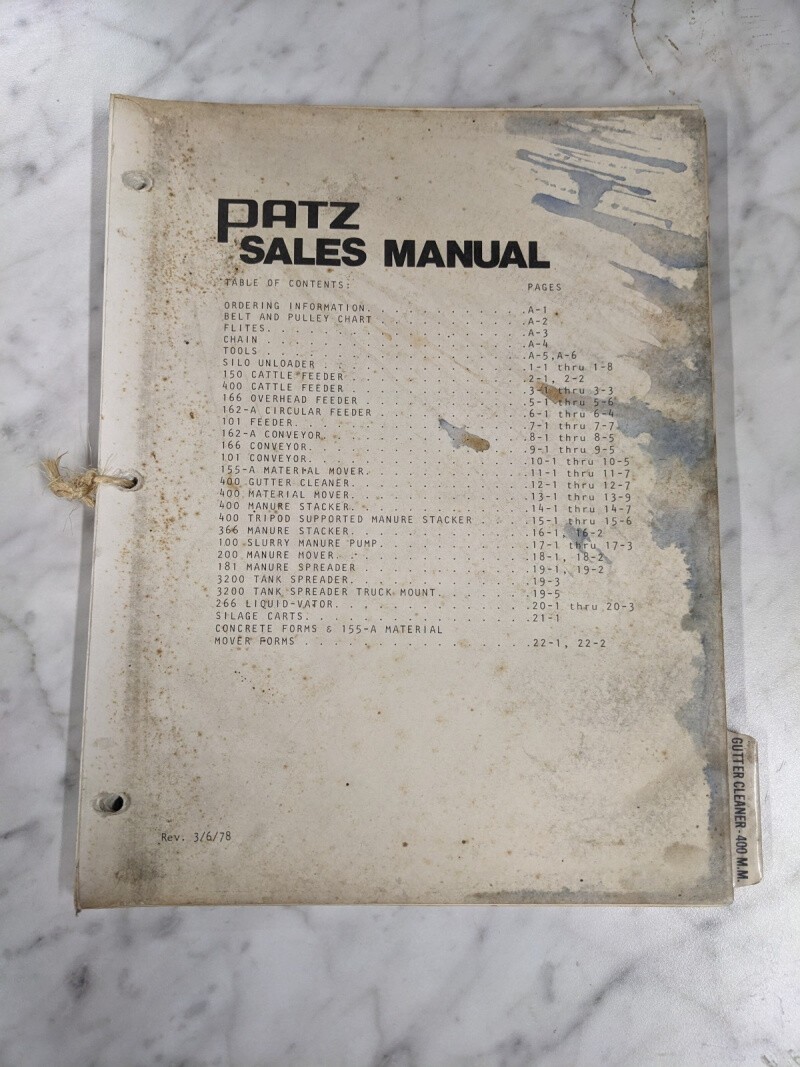 PATZ
SALES MANUAL
TABLE OF CONTENTS: PAGES
ORDERING INFORMATION. . . . . . . . . . . .A-1
BELT AND PULLEY CHART . . . . . . . . . . .A-2
FLITES. . . . . . . . . . . . . . . . . . .A-3
CHAIN . . . . . . . . . . . . . . . . . . .A-4
TOOLS . . . . . . . . . . . . . . . . . . .A-5,A-6
SILO UNLOADER . . . . . . . . . . . . . . .1-1 thru 1-8
150 CATTLE FEEDER . . . . . . . . . . . . .2-1, 2-2
400 CATTLE FEEDER . . . . . . . . . . . . .3-1 thru 3-3
166 OVERHEAD FEEDER . . . . . . . . . . . .5-1 thru 5-6
162-A CIRCULAR FEEDER . . . . . . . . . . .6-1 thru 6-4
101 FEEDER. . . . . . . . . . . . . . . . .7-1 thru 7-7
162-A CONVEYOR. . . . . . . . . . . . . . .8-1 thru 8-5
166 CONVEYOR. . . . . . . . . . . . . . . .9-1 thru 9-5
101 CONVEYOR. . . . . . . . . . . . . . . .10-1 thru 10-5
155-A MATERIAL MOVER. . . . . . . . . . . .11-1 thru 11-7
400 GUTTER CLEANER. . . . . . . . . . . . .12-1 thru 12-7
400 MATERIAL MOVER. . . . . . . . . . . . .13-1 thru 13-9
400 MANURE STACKER. . . . . . . . . . . . .14-1 thru 14-7
400 TRIPOD SUPPORTED MANURE STACKER . . . .15-1 thru 15-6
366 MANURE STACKER. . . . . . . . . . . . .16-1, 16-2
100 SLURRY MANURE PUMP. . . . . . . . . . .17-1 thru 17-3
200 MANURE MOVER. . . . . . . . . . . . . .18-1, 18-2
181 MANURE SPREADER . . . . . . . . . . . .19-1, 19-2
3200 TANK SPREADER. . . . . . . . . . . . .19-3
3200 TANK SPREADER TRUCK MOUNT. . . . . . .19-5
266 LIQUID-VATOR. . . . . . . . . . . . . .20-1 thru 20-3
SILAGE CARTS. . . . . . . . . . . . . . . .21-1
CONCRETE FORMS & 155-A MATERIAL
MOVER FORMS . . . . . . . . . . . . . . . .22-1, 22-2
Rev. 3/6/78
GUTTER CLEANER - 400 M.M.